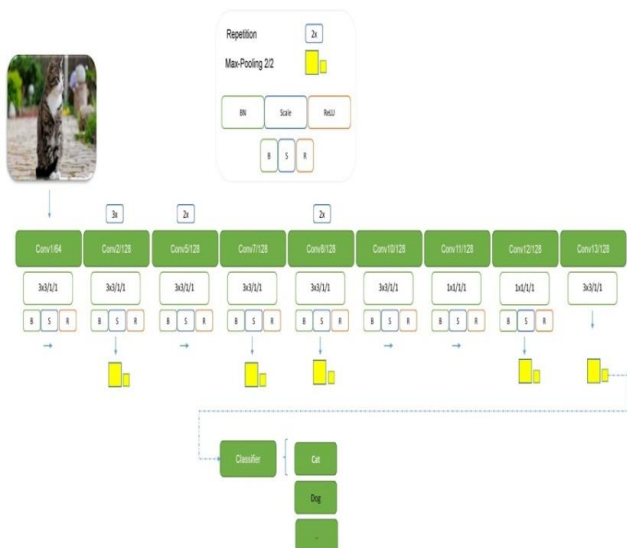 Repetition 2x
Max-Pooling 2/2
BN Scale ReLU
B S R
3x 2x 2x
Conv1/64 Conv2/128 Conv5/128 Conv7/128 Conv8/128 Conv10/128 Conv11/128 Conv12/128 Conv13/128
3x3/1/1 3x3/1/1 3x3/1/1 3x3/1/1 3x3/1/1 3x3/1/1 1x1/1/1 1x1/1/1 3x3/1/1
B S R B S R B S R B S R B S R B S R B S R B S R
Classifier
Cat
Dog
..